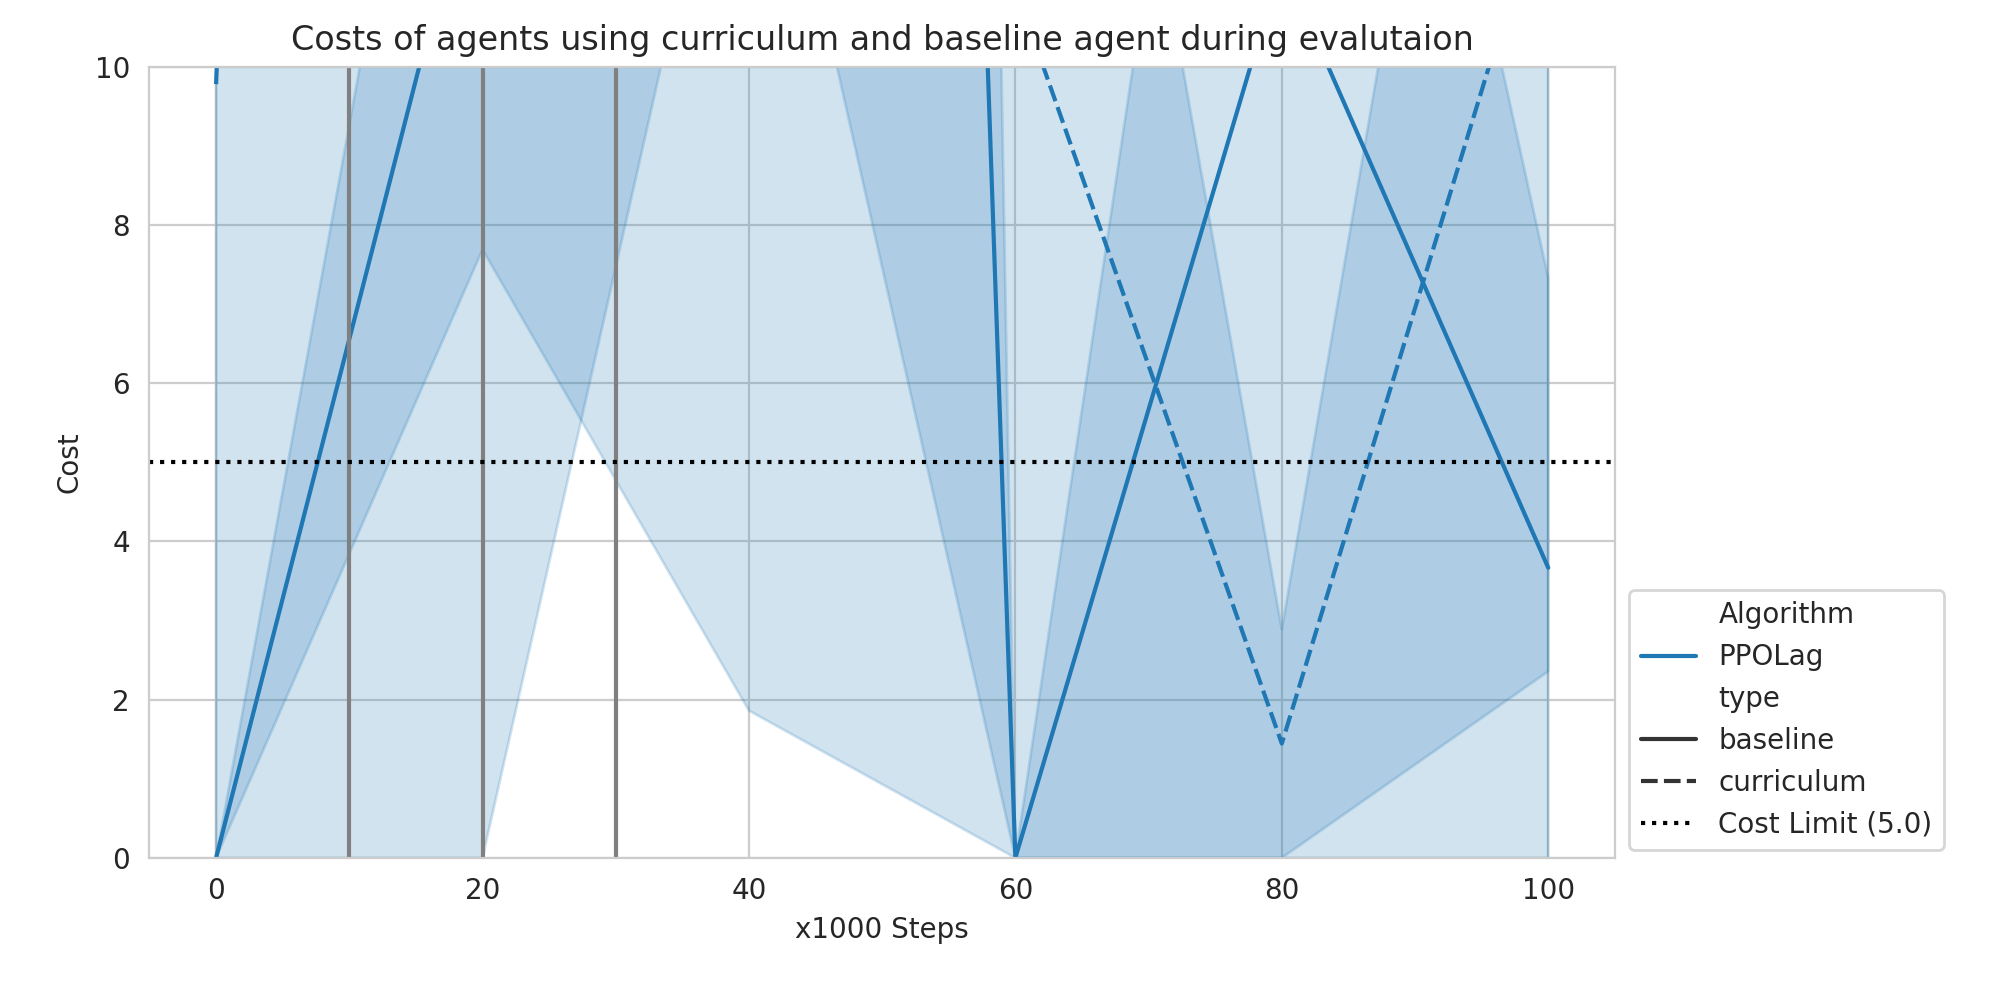 Costs of agents using curriculum and baseline agent during evalutaion
10
8
6
4
2
0
Cost
0 20 40 60 80 100
x1000 Steps
Algorithm
PPOLag
type
baseline
curriculum
Cost Limit (5.0)